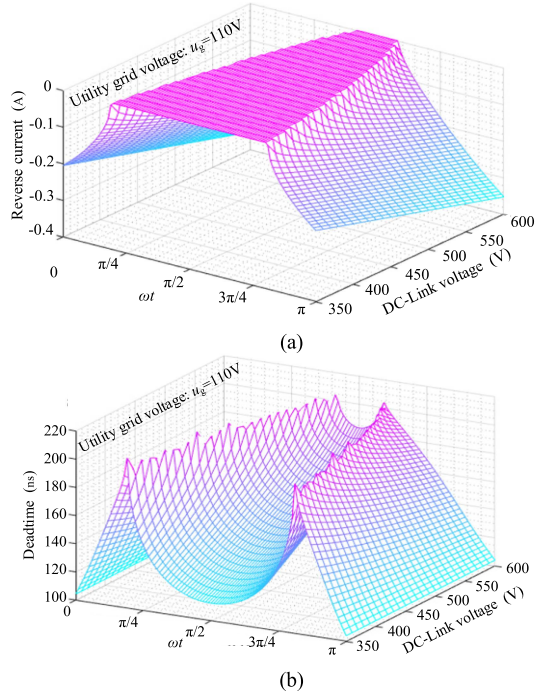 Utility grid voltage: ug=110V
Reverse current (A)
0
-0.1
-0.2
-0.3
-0.4
0
π/4
π/2
3π/4
π
ωt
350
400
450
500
550
600
DC-Link voltage (V)
(a)
Utility grid voltage: ug=110V
Deadtime (ns)
220
200
180
160
140
120
100
0
π/4
π/2
3π/4
π
ωt
350
400
450
500
550
600
DC-Link voltage (V)
(b)